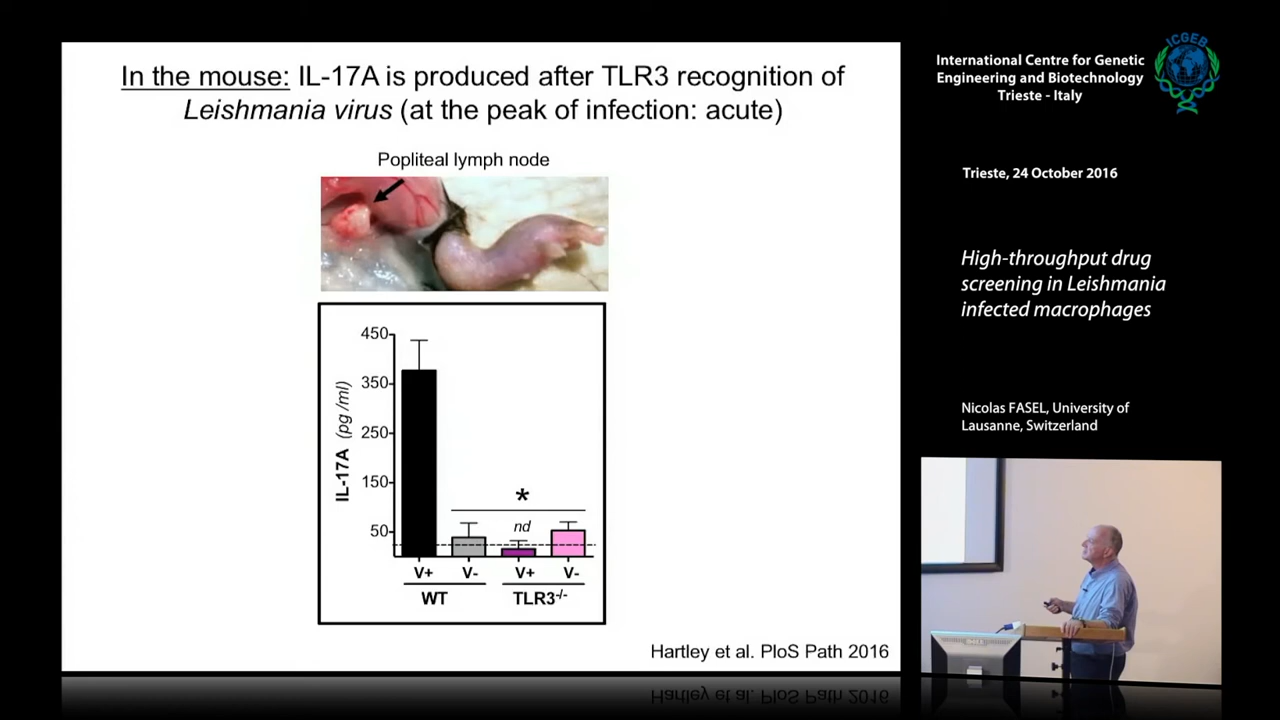 In the mouse: IL-17A is produced after TLR3 recognition of
Leishmania virus (at the peak of infection: acute)
Popliteal lymph node
450
350
250
150
50
IL-17A (pg/ml)
*
nd
V+ V- V+ V-
WT TLR3-/-
Hartley et al. PloS Path 2016
International Centre for Genetic
Engineering and Biotechnology
Trieste - Italy
ICGEB
Trieste, 24 October 2016
High-throughput drug
screening in Leishmania
infected macrophages
Nicolas FASEL, University of
Lausanne, Switzerland